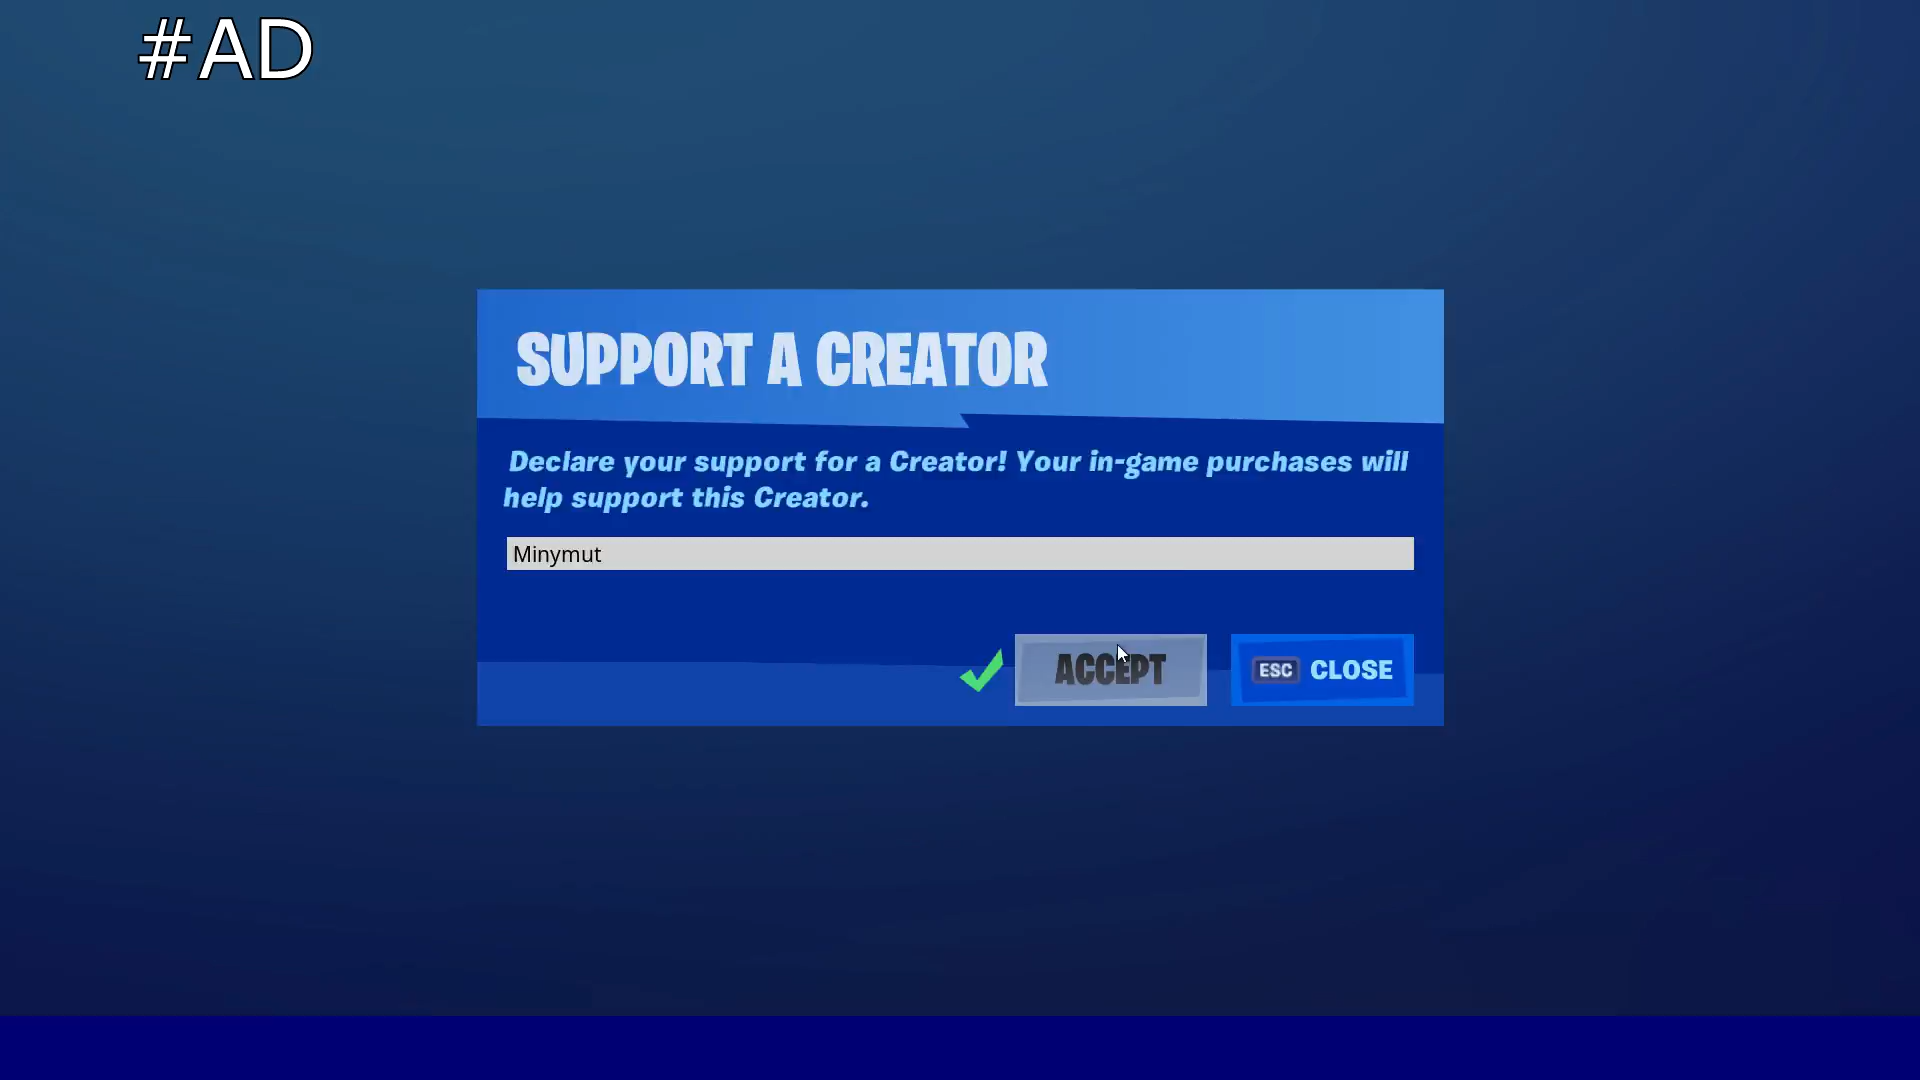 #AD
SUPPORT A CREATOR
Declare your support for a Creator! Your in-game purchases will
help support this Creator.
Minymut
ACCEPT
ESC CLOSE